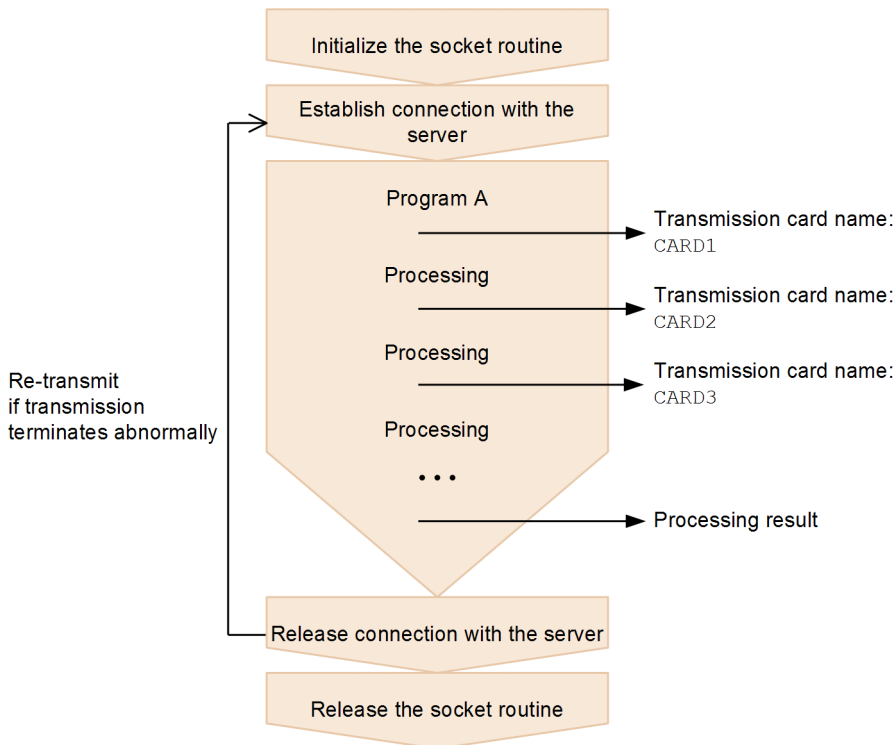 Initialize the socket routine
Establish connection with the
server
Program A
Transmission card name:
CARD1
Processing
Transmission card name:
CARD2
Processing
Transmission card name:
CARD3
Re-transmit
if transmission
terminates abnormally
Processing
...
Processing result
Release connection with the server
Release the socket routine